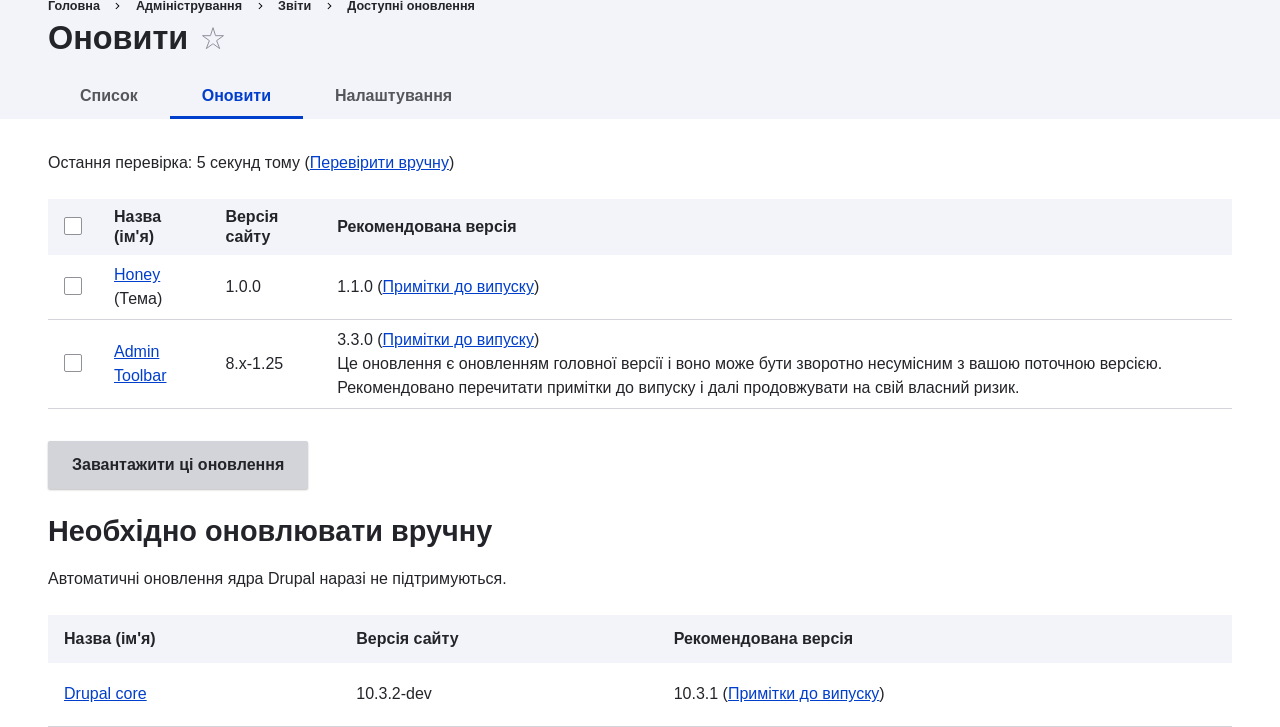 Головна > Адміністрування > Звіти > Доступні оновлення
Оновити ☆
Список Оновити Налаштування
Остання перевірка: 5 секунд тому (Перевірити вручну)
Назва (ім'я) Версія сайту Рекомендована версія
Honey (Тема) 1.0.0 1.1.0 (Примітки до випуску)
Admin Toolbar 8.x-1.25 3.3.0 (Примітки до випуску)
Це оновлення є оновленням головної версії і воно може бути зворотно несумісним з вашою поточною версією.
Рекомендовано перечитати примітки до випуску і далі продовжувати на свій власний ризик.
Завантажити ці оновлення
Необхідно оновлювати вручну
Автоматичні оновлення ядра Drupal наразі не підтримуються.
Назва (ім'я) Версія сайту Рекомендована версія
Drupal core 10.3.2-dev 10.3.1 (Примітки до випуску)